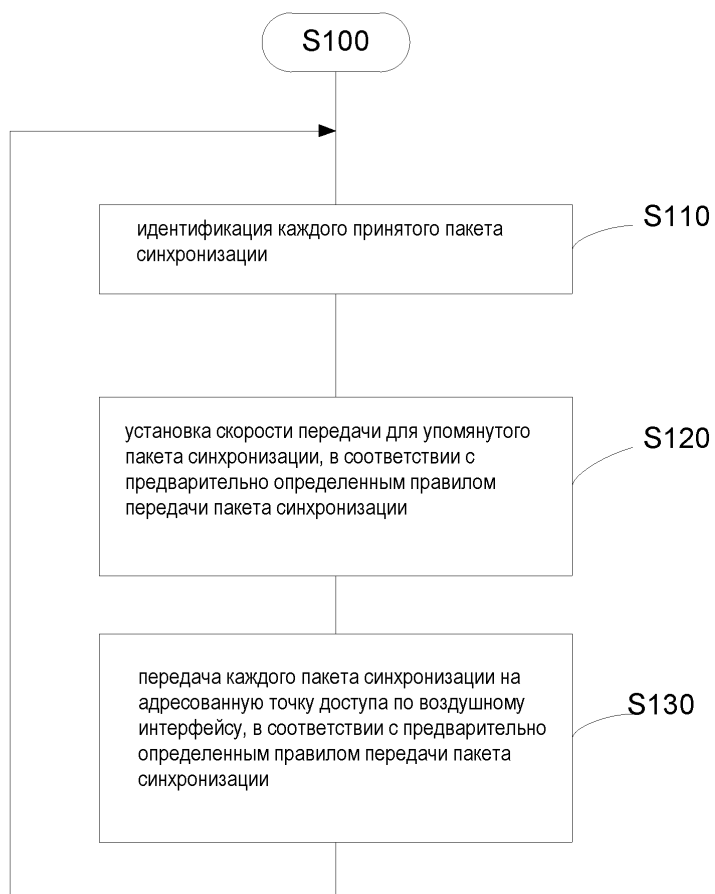 S100
идентификация каждого принятого пакета
синхронизации
S110
установка скорости передачи для упомянутого
пакета синхронизации, в соответствии с
предварительно определенным правилом
передачи пакета синхронизации
S120
передача каждого пакета синхронизации на
адресованную точку доступа по воздушному
интерфейсу, в соответствии с предварительно
определенным правилом передачи пакета
синхронизации
S130